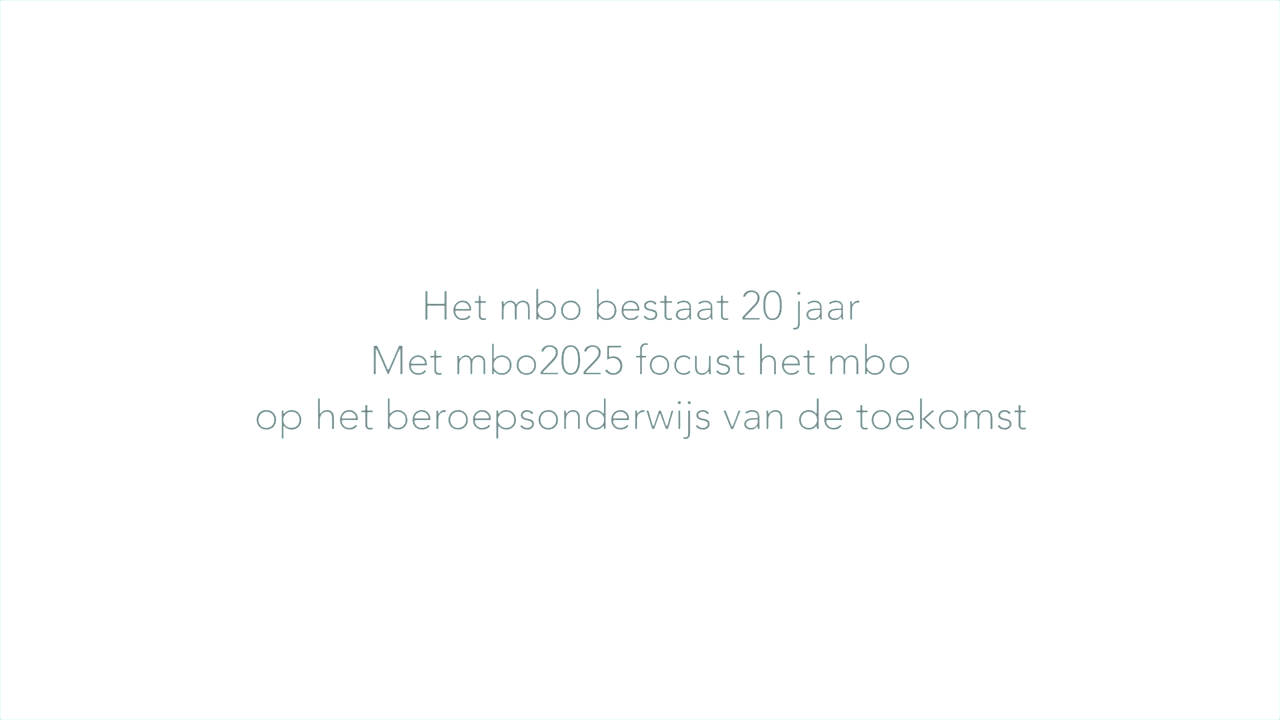 Het mbo bestaat 20 jaar
Met mbo2025 focust het mbo
op het beroepsonderwijs van de toekomst